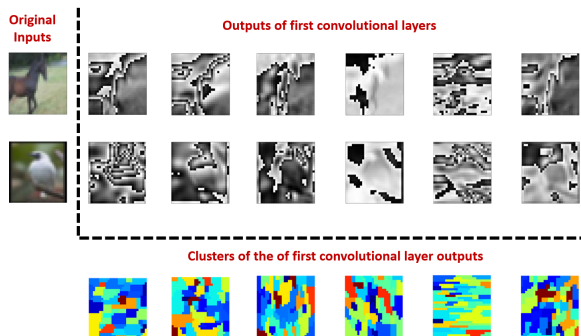 Original
Inputs
Outputs of first convolutional layers
Clusters of the of first convolutional layer outputs